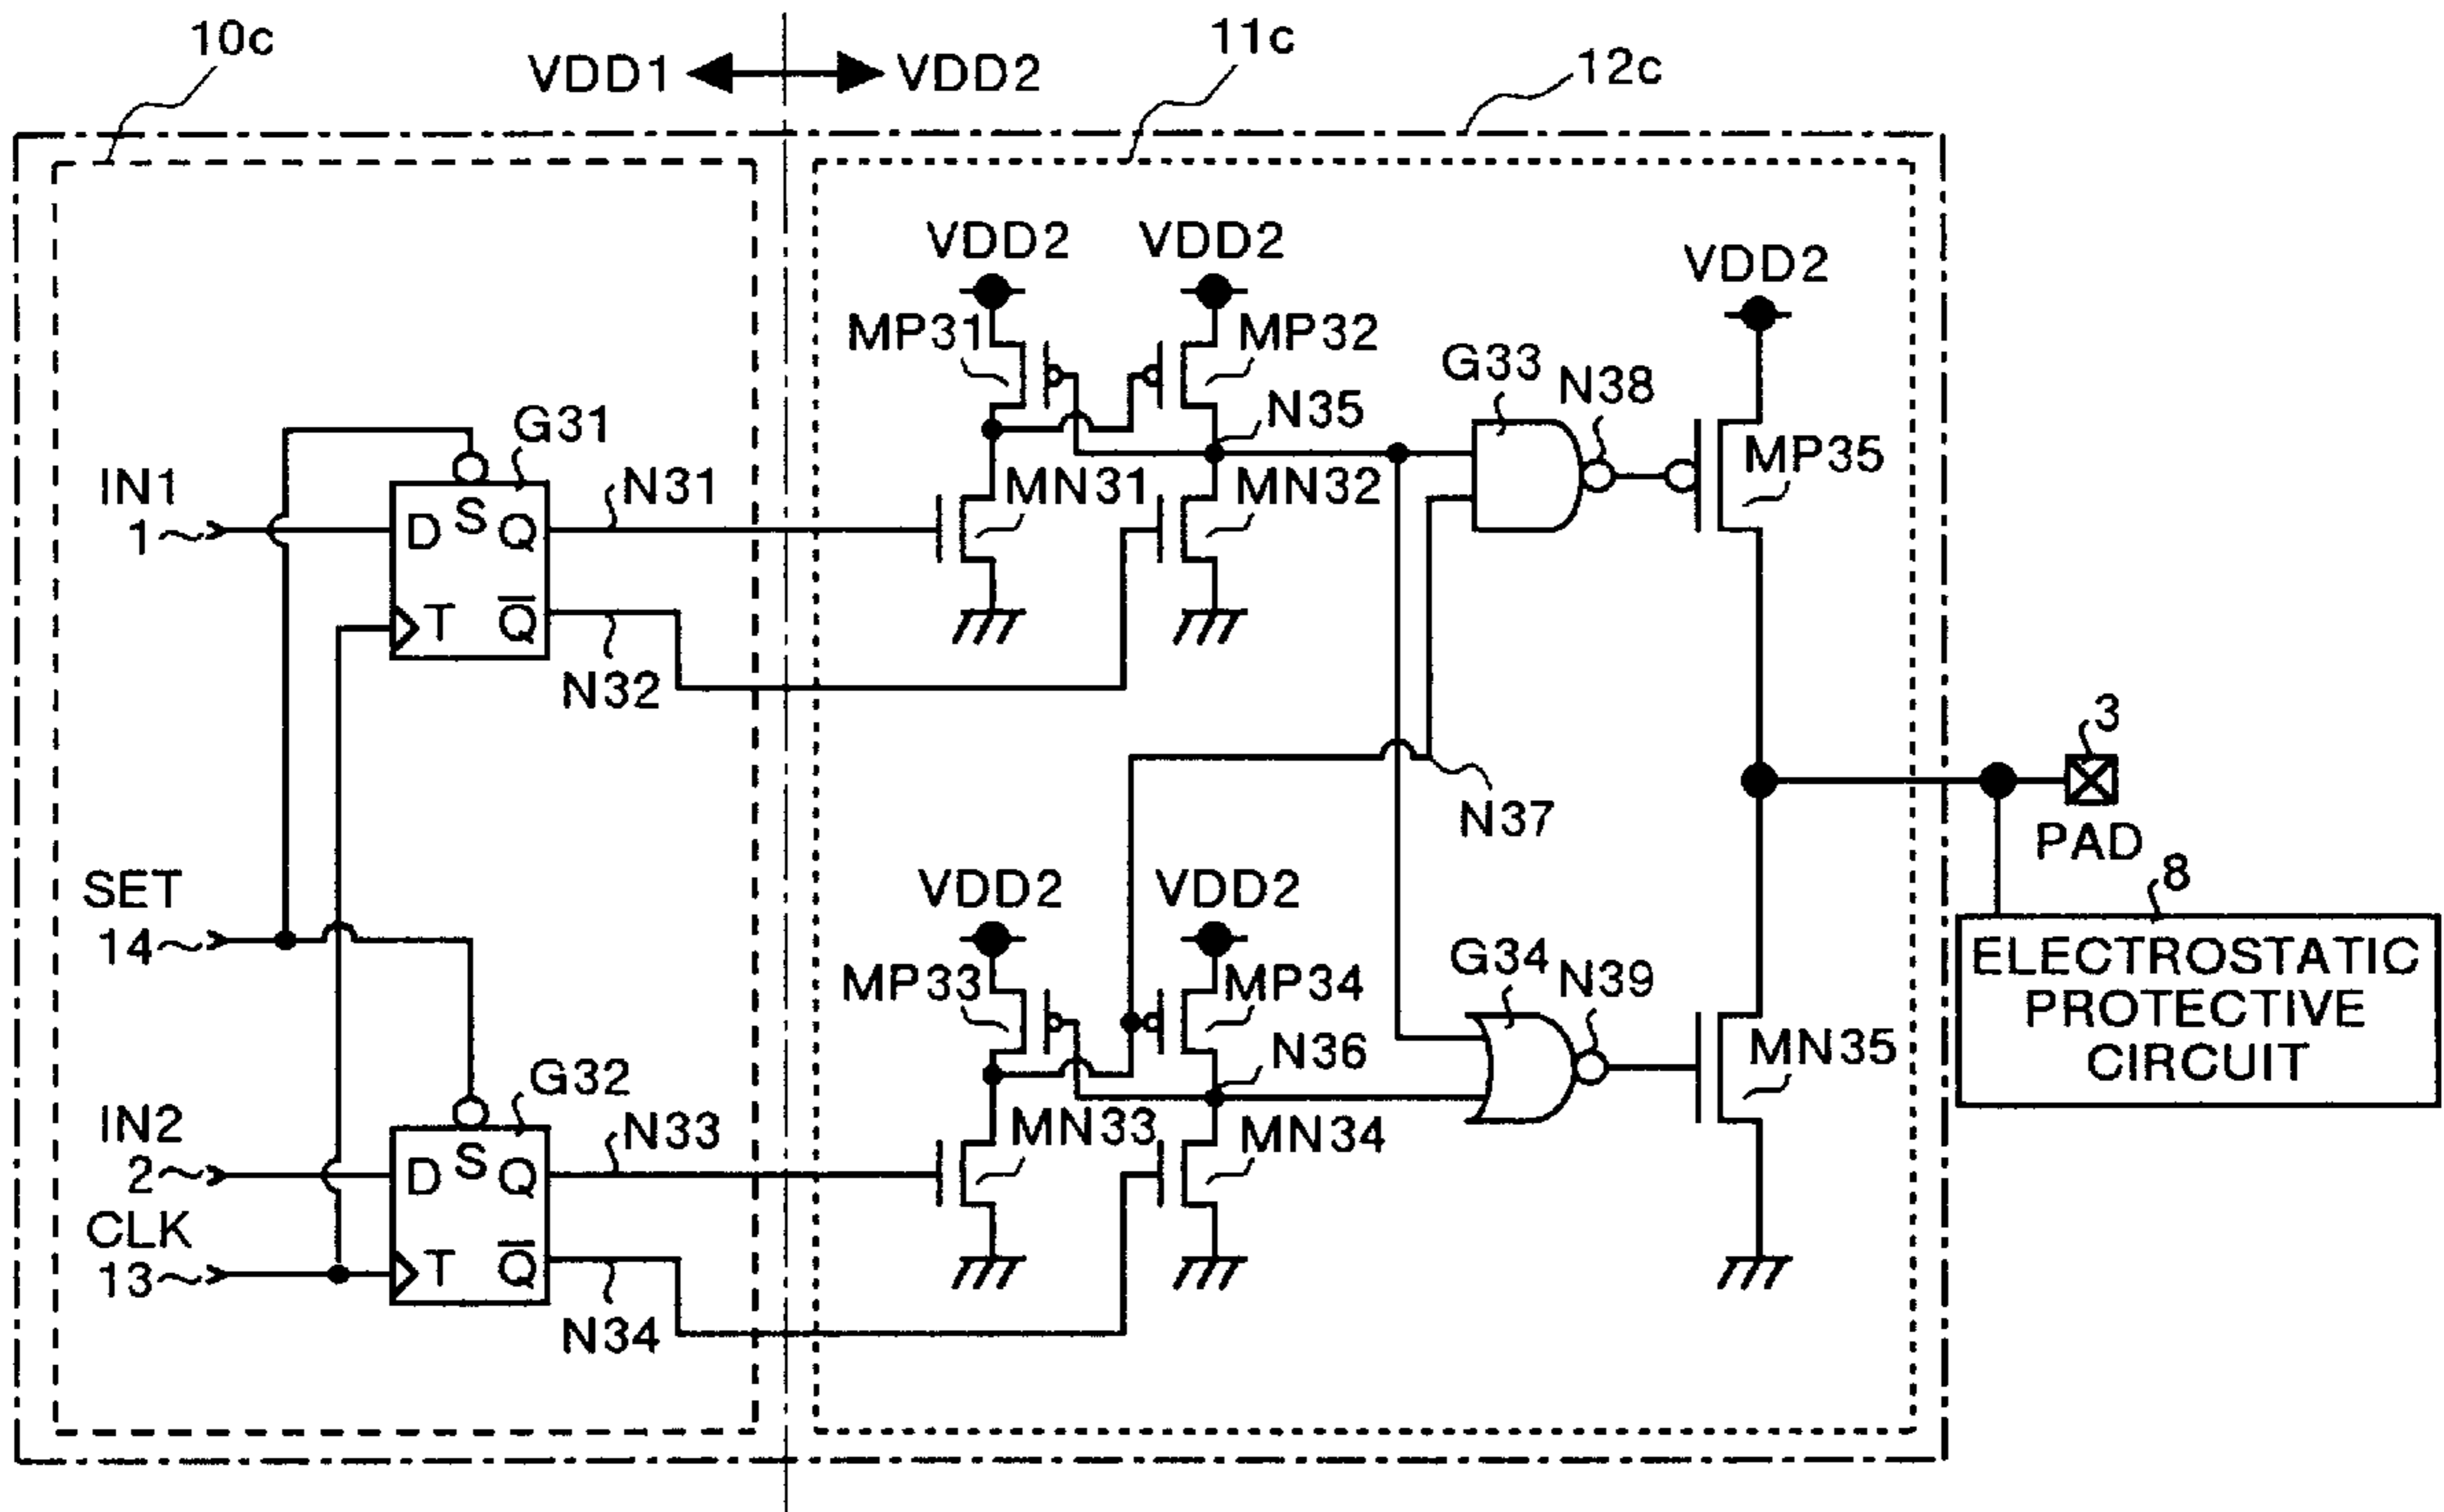 10c
VDD1
VDD2
11c
12c
VDD2
VDD2
VDD2
MP31
MP32
G33
N38
N35
MP35
G31
IN1
1
N31
MN31
MN32
D S Q
T Q̅
N32
3
N37
PAD
SET
14
VDD2
VDD2
8
ELECTROSTATIC
PROTECTIVE
CIRCUIT
MP33
MP34
G34
N39
N36
MN35
G32
IN2
2
N33
MN33
MN34
D S Q
CLK
13
T Q̅
N34